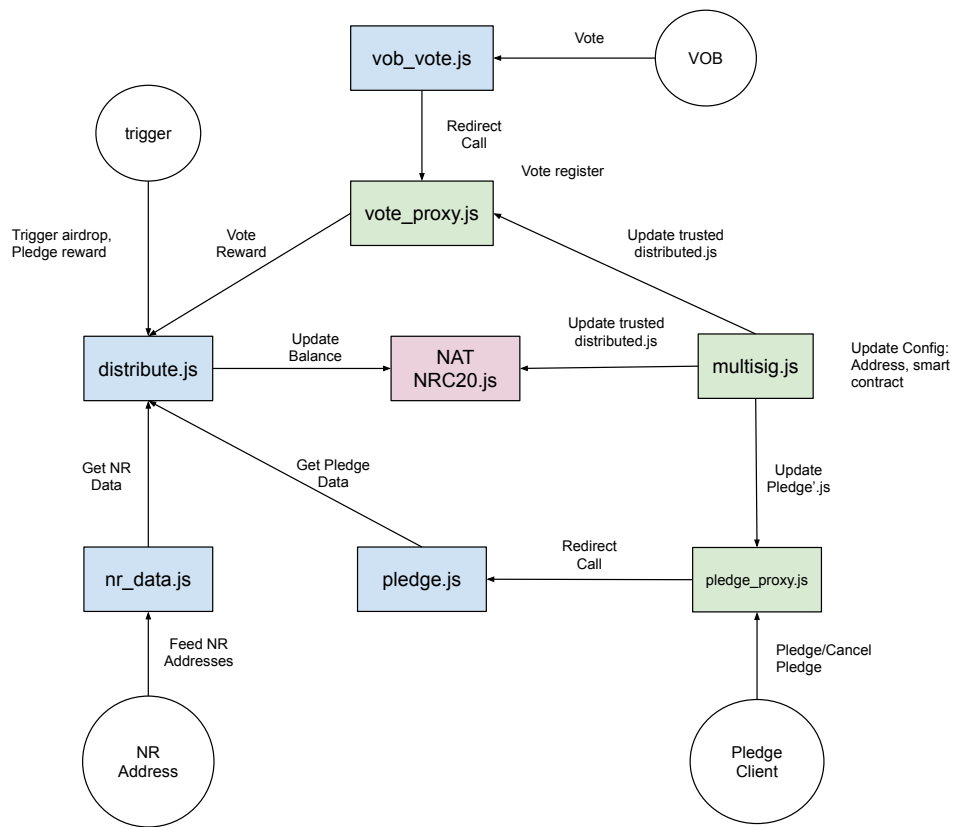 Vote
vob_vote.js
VOB
trigger
Redirect
Call
Vote register
vote_proxy.js
Trigger airdrop,
Pledge reward
Vote
Reward
Update trusted
distributed.js
Update
Balance
Update trusted
distributed.js
distribute.js
NAT
NRC20.js
multisig.js
Update Config:
Address, smart
contract
Get NR
Data
Get Pledge
Data
Update
Pledge'.js
Redirect
Call
nr_data.js
pledge.js
pledge_proxy.js
Feed NR
Addresses
Pledge/Cancel
Pledge
NR
Address
Pledge
Client